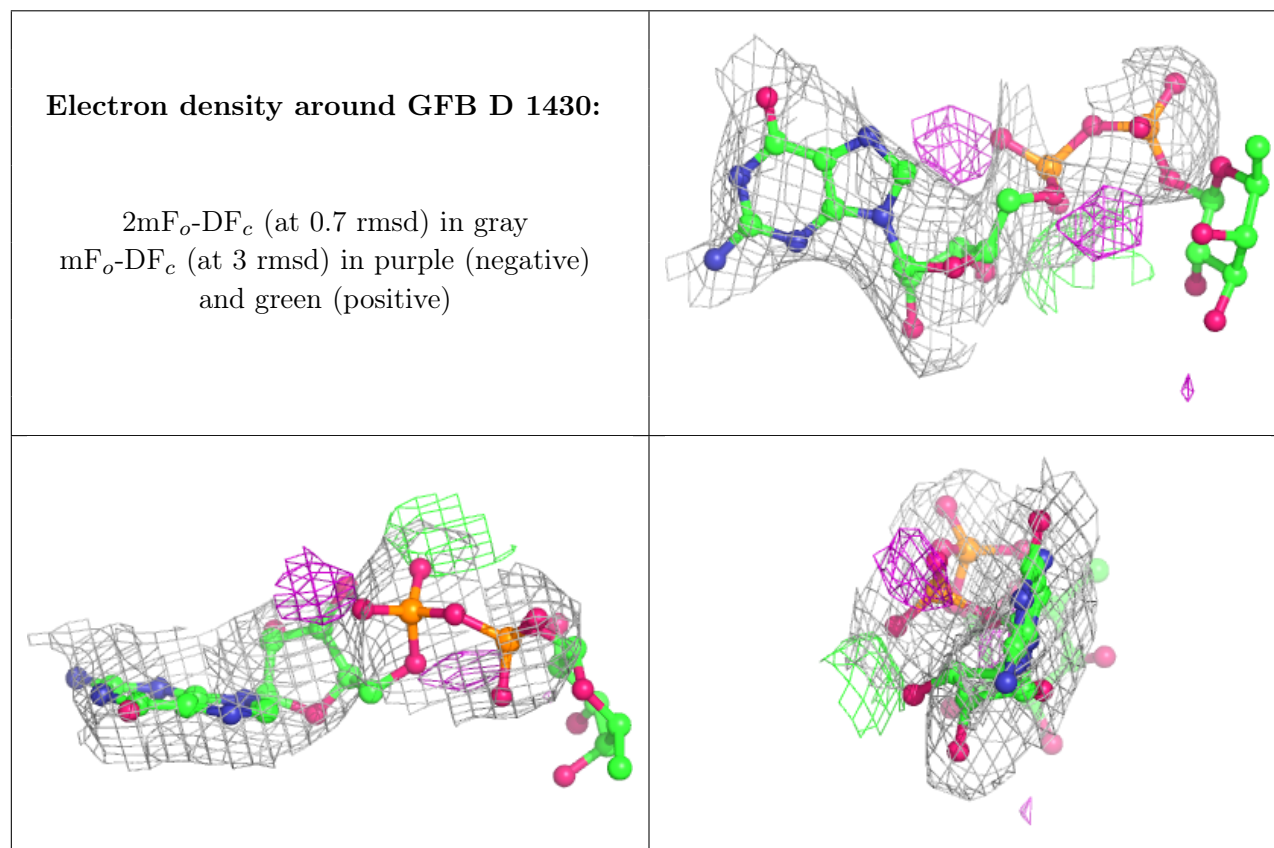 Electron density around GFB D 1430:
2mFo-DFc (at 0.7 rmsd) in gray
mFo-DFc (at 3 rmsd) in purple (negative)
and green (positive)